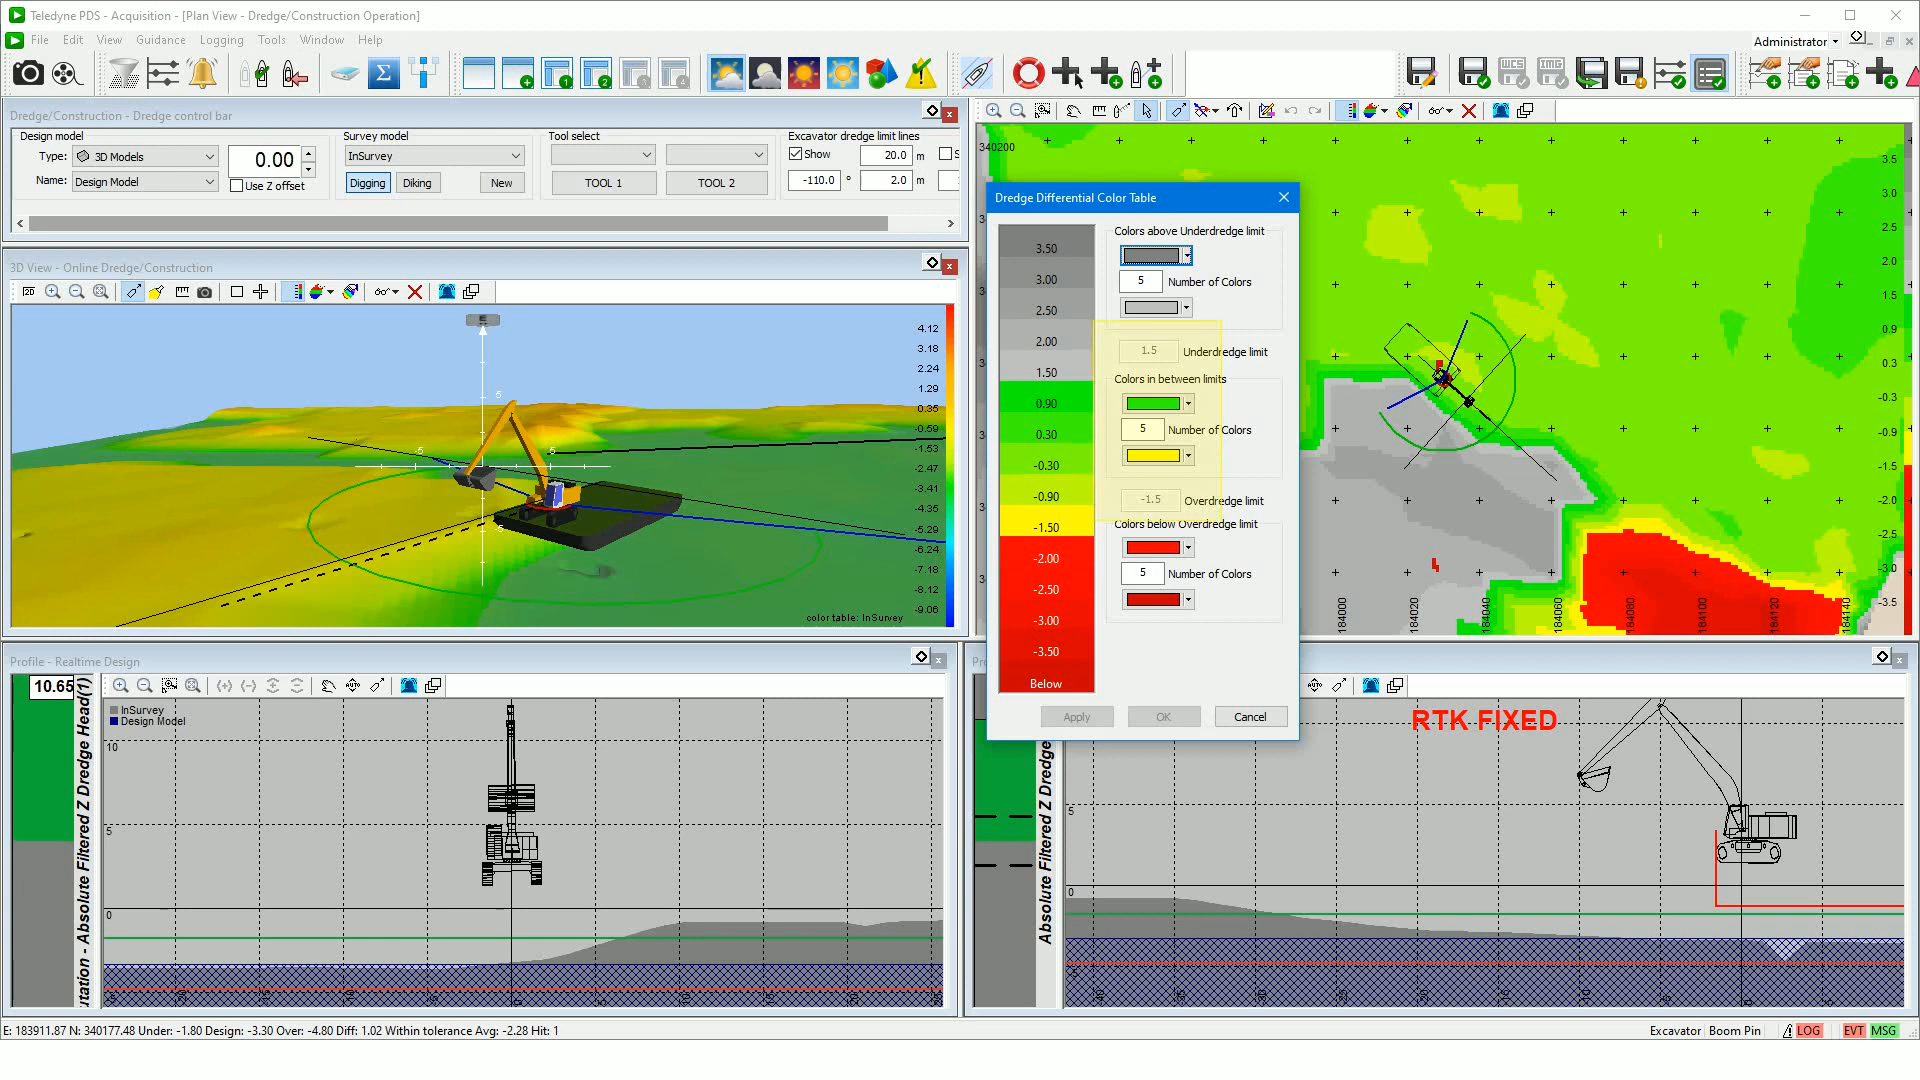 Teledyne PDS - Acquisition - [Plan View - Dredge/Construction Operation]
File Edit View Guidance Logging Tools Window Help
Administrator
Dredge/Construction - Dredge control bar
Design model
Type: 3D Models
0.00
Name: Design Model
Use Z offset
Survey model
InSurvey
Digging Diking New
Tool select
TOOL 1 TOOL 2
Excavator dredge limit lines
Show 20.0 m
-110.0 ° 2.0 m
3D View - Online Dredge/Construction
4.12
3.18
2.24
1.29
0.35
-0.59
-1.53
-2.47
-3.41
-4.35
-5.29
-6.24
-7.18
-8.12
-9.06
color table: InSurvey
340200
3.5
3.0
2.5
2.0
1.5
0.9
0.3
-0.3
-0.9
-1.5
-2.0
-2.5
-3.0
-3.5
184000
184020
184040
184060
184080
184100
184120
184140
Dredge Differential Color Table
3.50
3.00
2.50
2.00
1.50
0.90
0.30
-0.30
-0.90
-1.50
-2.00
-2.50
-3.00
-3.50
Below
Colors above Underdredge limit
5 Number of Colors
1.5 Underdredge limit
Colors in between limits
5 Number of Colors
-1.5 Overdredge limit
Colors below Overdredge limit
5 Number of Colors
Apply OK Cancel
Profile - Realtime Design
10.65
Absolute Filtered Z Dredge Head(1)
InSurvey
Design Model
10
5
0
RTK FIXED
Absolute Filtered Z Dredge
5
0
E: 183911.87 N: 340177.48 Under: -1.80 Design: -3.30 Over: -4.80 Diff: 1.02 Within tolerance Avg: -2.28 Hit: 1
Excavator Boom Pin LOG EVT MSG